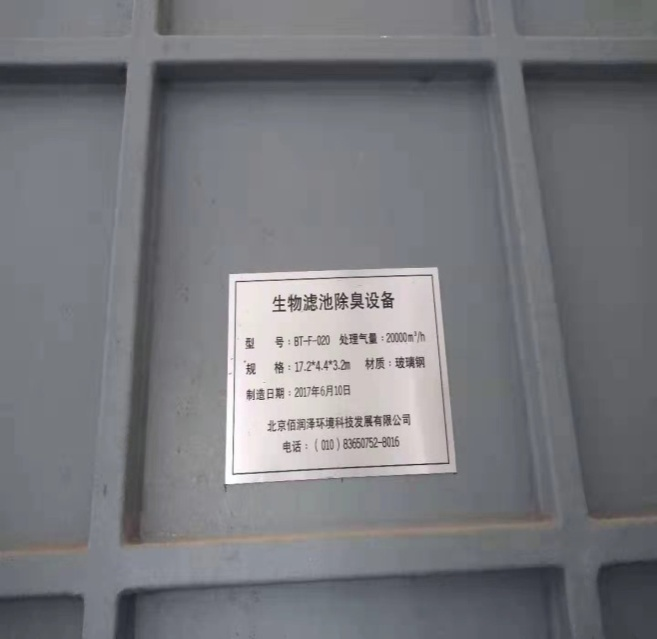 生物滤池除臭设备
型 号：BT-F-020 处理气量：20000m³/h
规 格：17.2*4.4*3.2m 材质：玻璃钢
制造日期：2017年6月10日
北京佰润泽环境科技发展有限公司
电话：（010）83650752-8016